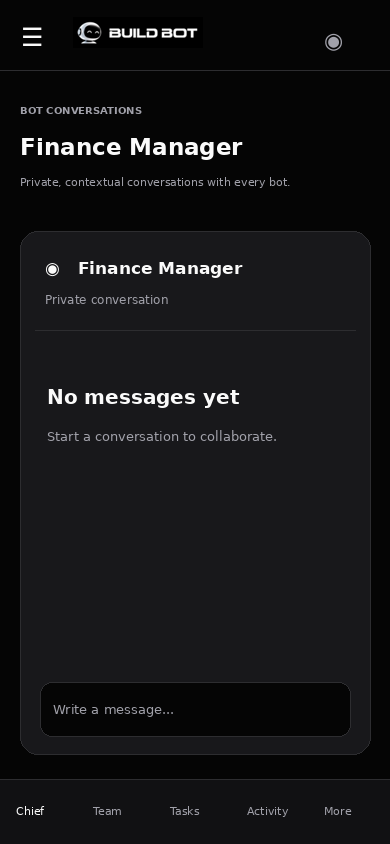 BUILD BOT
BOT CONVERSATIONS
Finance Manager
Private, contextual conversations with every bot.
Finance Manager
Private conversation
No messages yet
Start a conversation to collaborate.
Write a message...
Chief Team Tasks Activity More